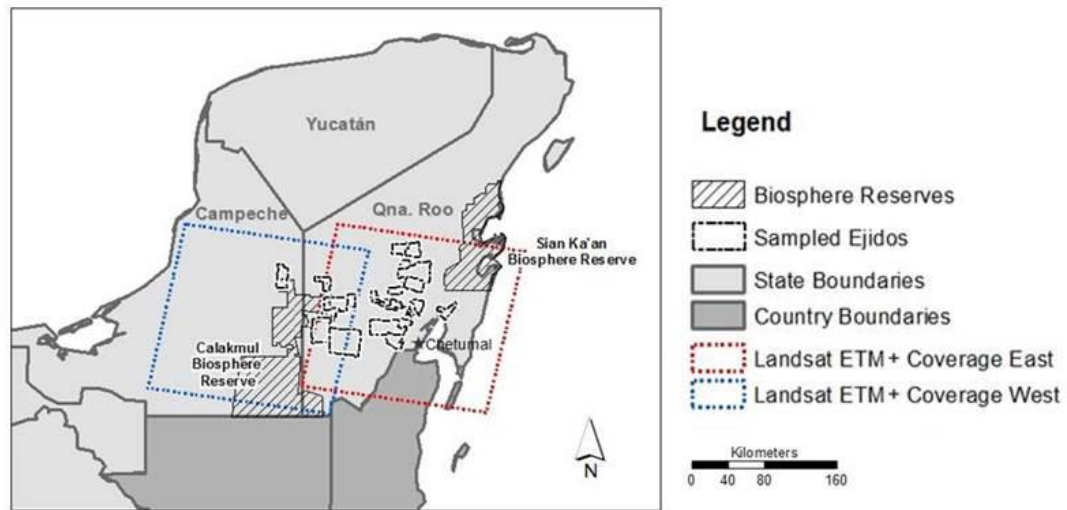 Yucatán
Campeche
Qna. Roo
Sian Ka'an
Biosphere Reserve
Calakmul
Biosphere
Reserve
Chetumal
N
Legend
Biosphere Reserves
Sampled Ejidos
State Boundaries
Country Boundaries
Landsat ETM+ Coverage East
Landsat ETM+ Coverage West
Kilometers
0 40 80 160